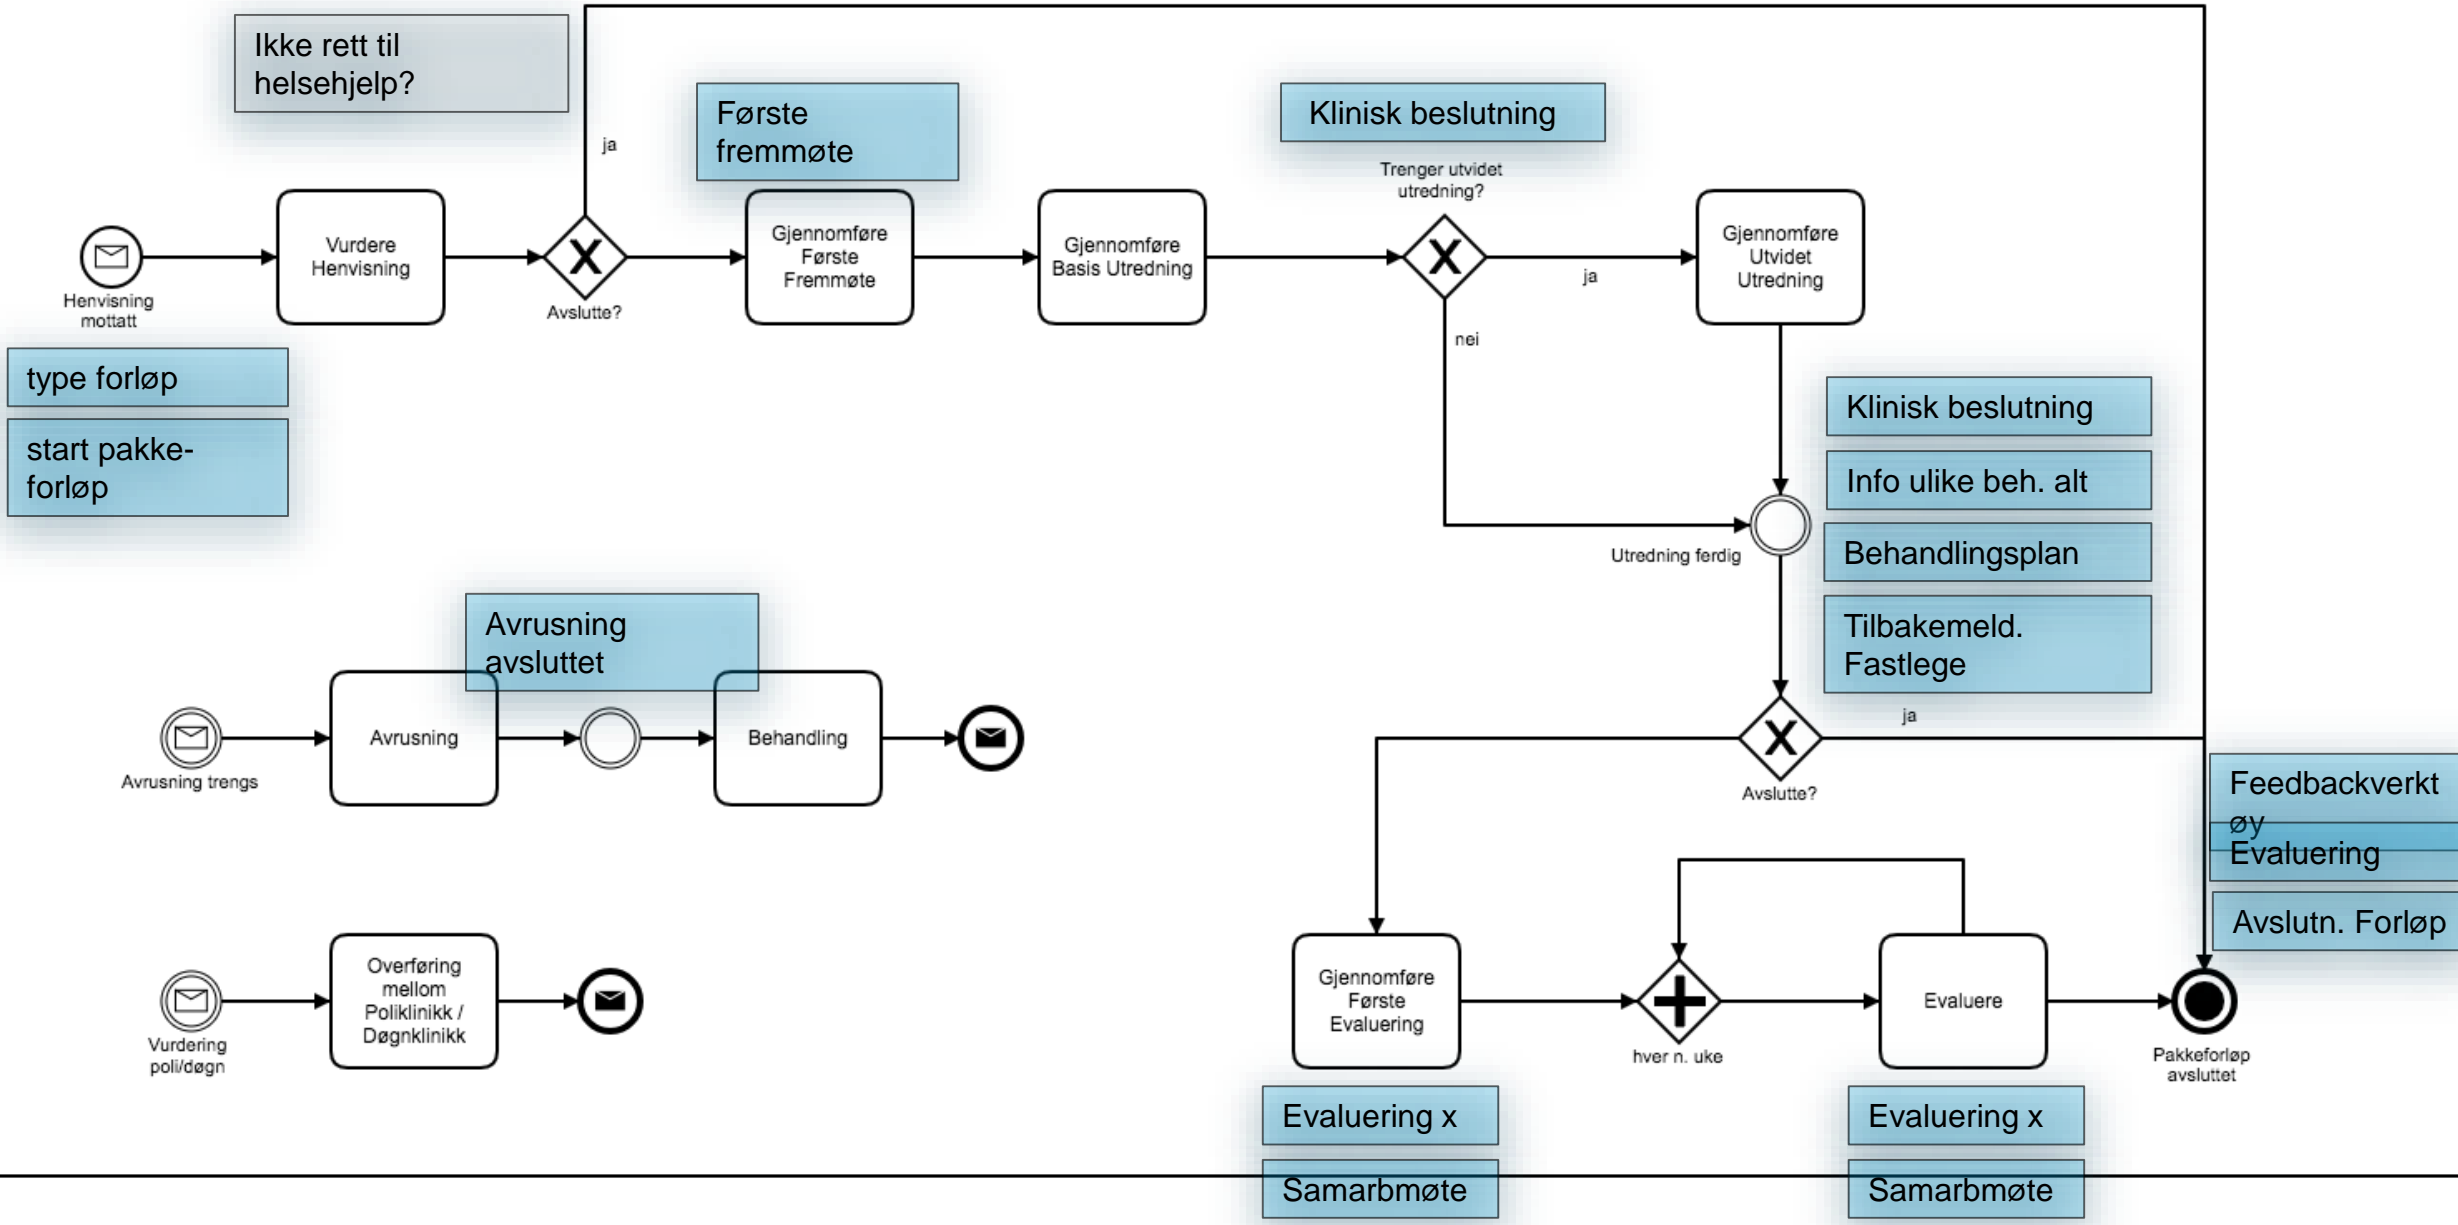 Ikke rett til
helsehjelp?
ja
Første
fremmøte
Klinisk beslutning
Trenger utvidet
utredning?
Henvisning
mottatt
Vurdere
Henvisning
Avslutte?
Gjennomføre
Første
Fremmøte
Gjennomføre
Basis Utredning
ja
nei
Gjennomføre
Utvidet
Utredning
type forløp
start pakke-
forløp
Klinisk beslutning
Info ulike beh. alt
Behandlingsplan
Tilbakemeld.
Fastlege
Utredning ferdig
Avrusning
avsluttet
Avrusning trengs
Avrusning
Behandling
ja
Avslutte?
Feedbackverkt
øy
Evaluering
Avslutn. Forløp
Vurdering
poli/døgn
Overføring
mellom
Poliklinikk /
Døgnklinikk
Gjennomføre
Første
Evaluering
hver n. uke
Evaluere
Pakkeforløp
avsluttet
Evaluering x
Samarbmøte
Evaluering x
Samarbmøte